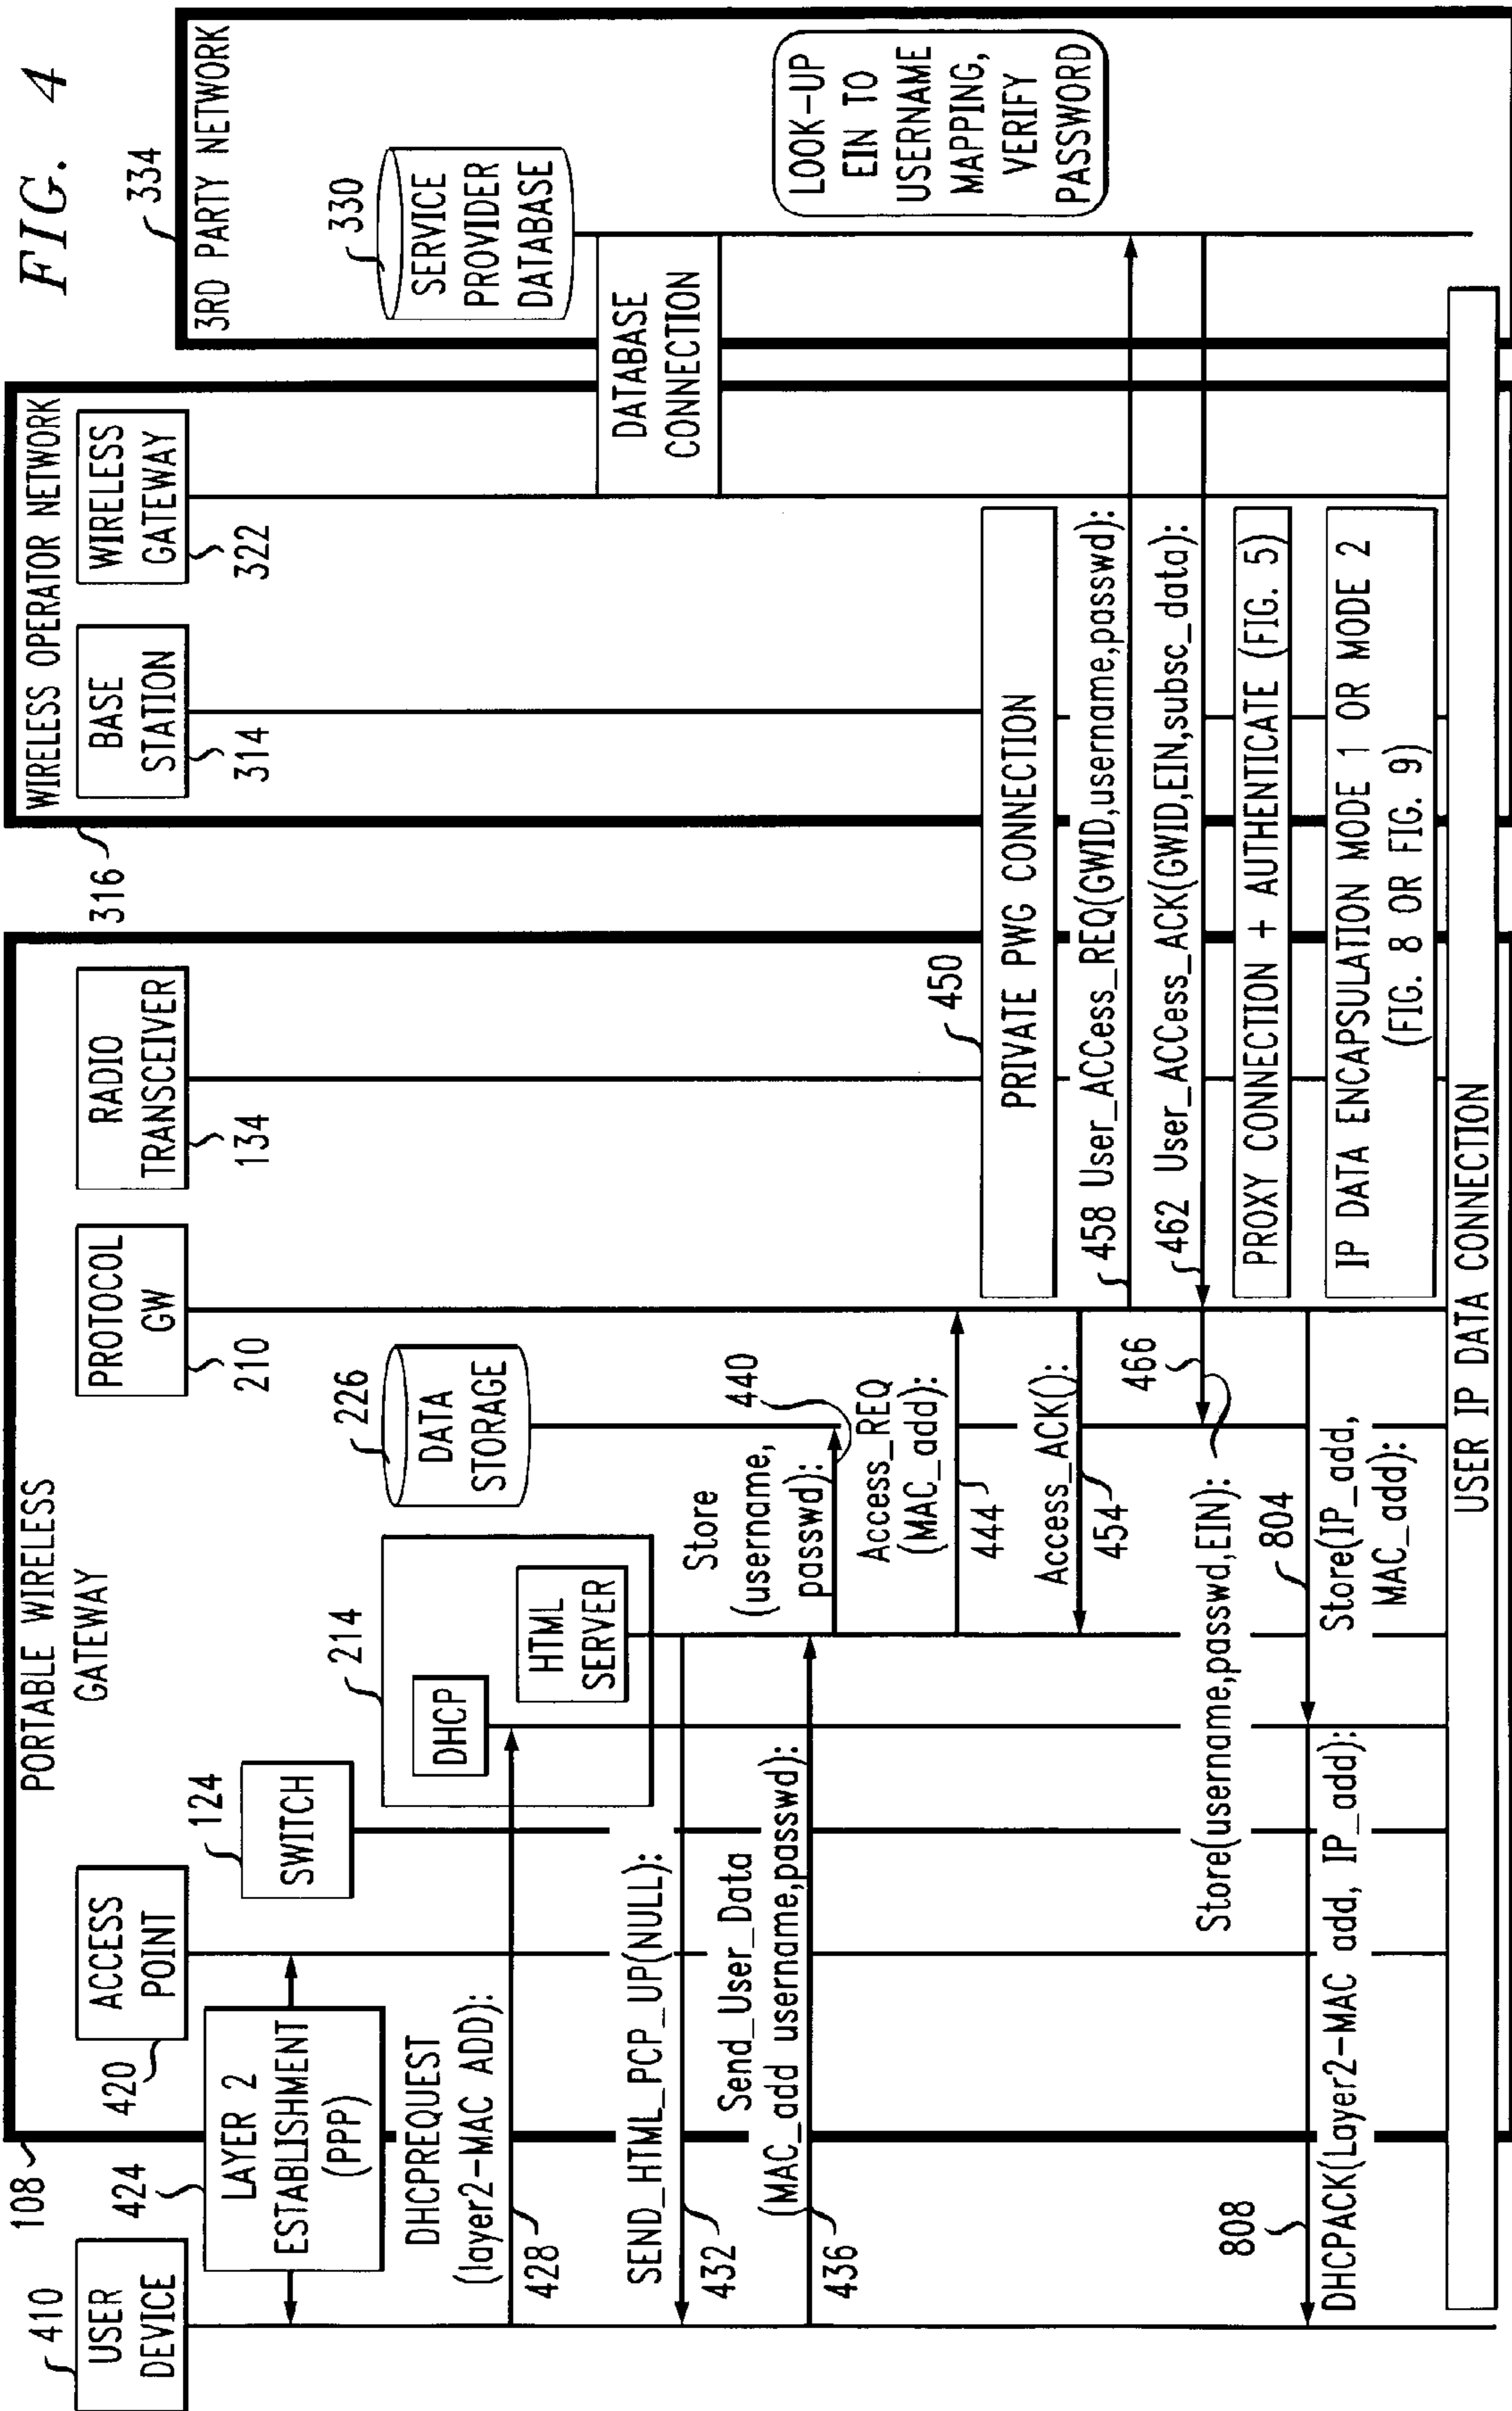 FIG. 4
410
USER
DEVICE
108
PORTABLE WIRELESS
GATEWAY
424
LAYER 2
ESTABLISHMENT
(PPP)
420
ACCESS
POINT
124
SWITCH
214
DHCP
HTML
SERVER
226
DATA
STORAGE
PROTOCOL
GW
210
RADIO
TRANSCEIVER
134
316
WIRELESS OPERATOR NETWORK
BASE
STATION
314
WIRELESS
GATEWAY
322
334
3RD PARTY NETWORK
330
SERVICE
PROVIDER
DATABASE
DATABASE
CONNECTION
DHCPREQUEST
(layer2-MAC ADD):
428
SEND_HTML_PCP_UP(NULL):
432
Send_User_Data
(MAC_add username,passwd):
436
Store
(username,
passwd):
440
Access_REQ
(MAC_add):
444
450
PRIVATE PWG CONNECTION
Access_ACK():
454
458 User_ACCess_REQ(GWID,username,passwd):
LOOK-UP
EIN TO
USERNAME
MAPPING,
VERIFY
PASSWORD
462 User_ACCess_ACK(GWID,EIN,subsc_data):
466
Store(username,passwd,EIN):
PROXY CONNECTION + AUTHENTICATE (FIG. 5)
804
Store(IP_add,
MAC_add):
808
DHCPACK(Layer2-MAC add, IP_add):
IP DATA ENCAPSULATION MODE 1 OR MODE 2
(FIG. 8 OR FIG. 9)
USER IP DATA CONNECTION